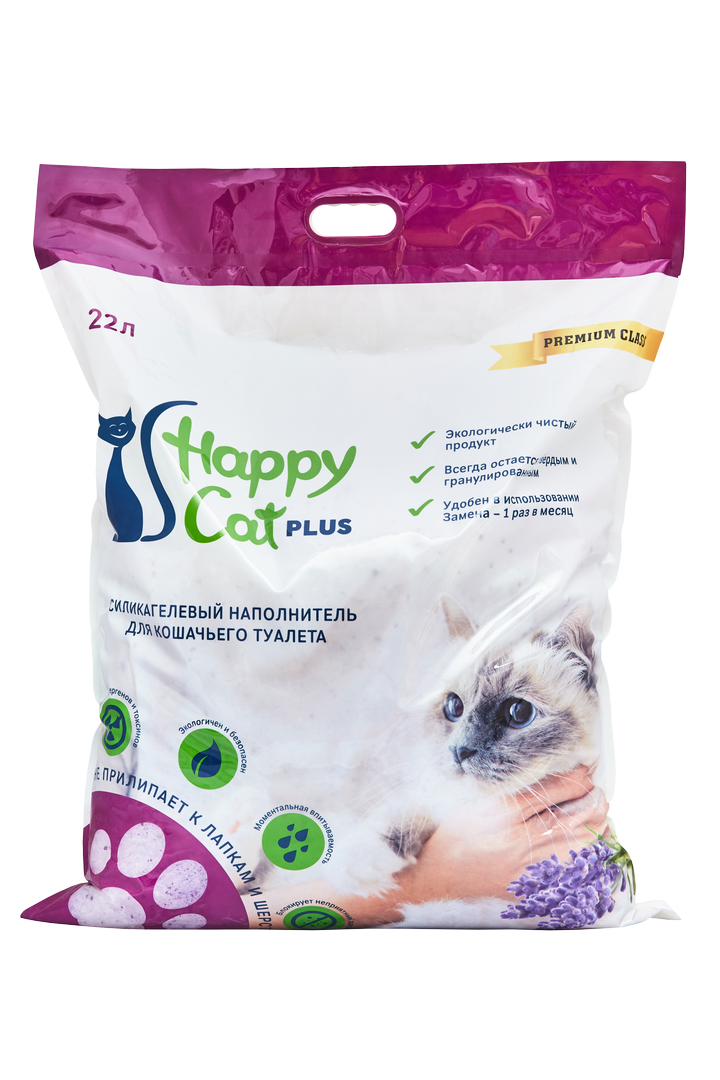 22л
PREMIUM CLASS
Happy
Cat PLUS
Экологически чистый
продукт
Всегда остается твердым и
гранулированным
Удобен в использовании
Замена – 1 раз в месяц
СИЛИКАГЕЛЕВЫЙ НАПОЛНИТЕЛЬ
ДЛЯ КОШАЧЬЕГО ТУАЛЕТА
и токсинов
Экологичен и безопасен
НЕ ПРИЛИПАЕТ К ЛАПКАМ И
Моментальная впитываемость
Блокирует